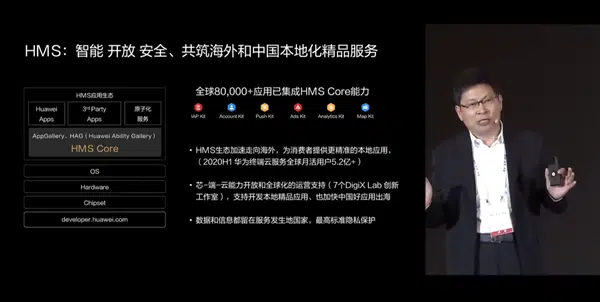 HMS：智能 开放 安全、共筑海外和中国本地化精品服务
HMS应用生态
Huawei
Apps
3rd Party
Apps
原子化
服务
AppGallery、HAG（Huawei Ability Gallery）
HMS Core
OS
Hardware
Chipset
developer.huawei.com
全球80,000+应用已集成HMS Core能力
IAP Kit
Account Kit
Push Kit
Ads Kit
Analytics Kit
Map Kit
• HMS生态加速走向海外，为消费者提供更精准的本地应用，
（2020H1 华为终端云服务全球月活用户5.2亿+）
• 芯-端-云能力开放和全球化的运营支持（7个DigiX Lab 创新
工作室），支持开发本地精品应用、也加快中国好应用出海
• 数据和信息都留在服务发生地国家，最高标准隐私保护